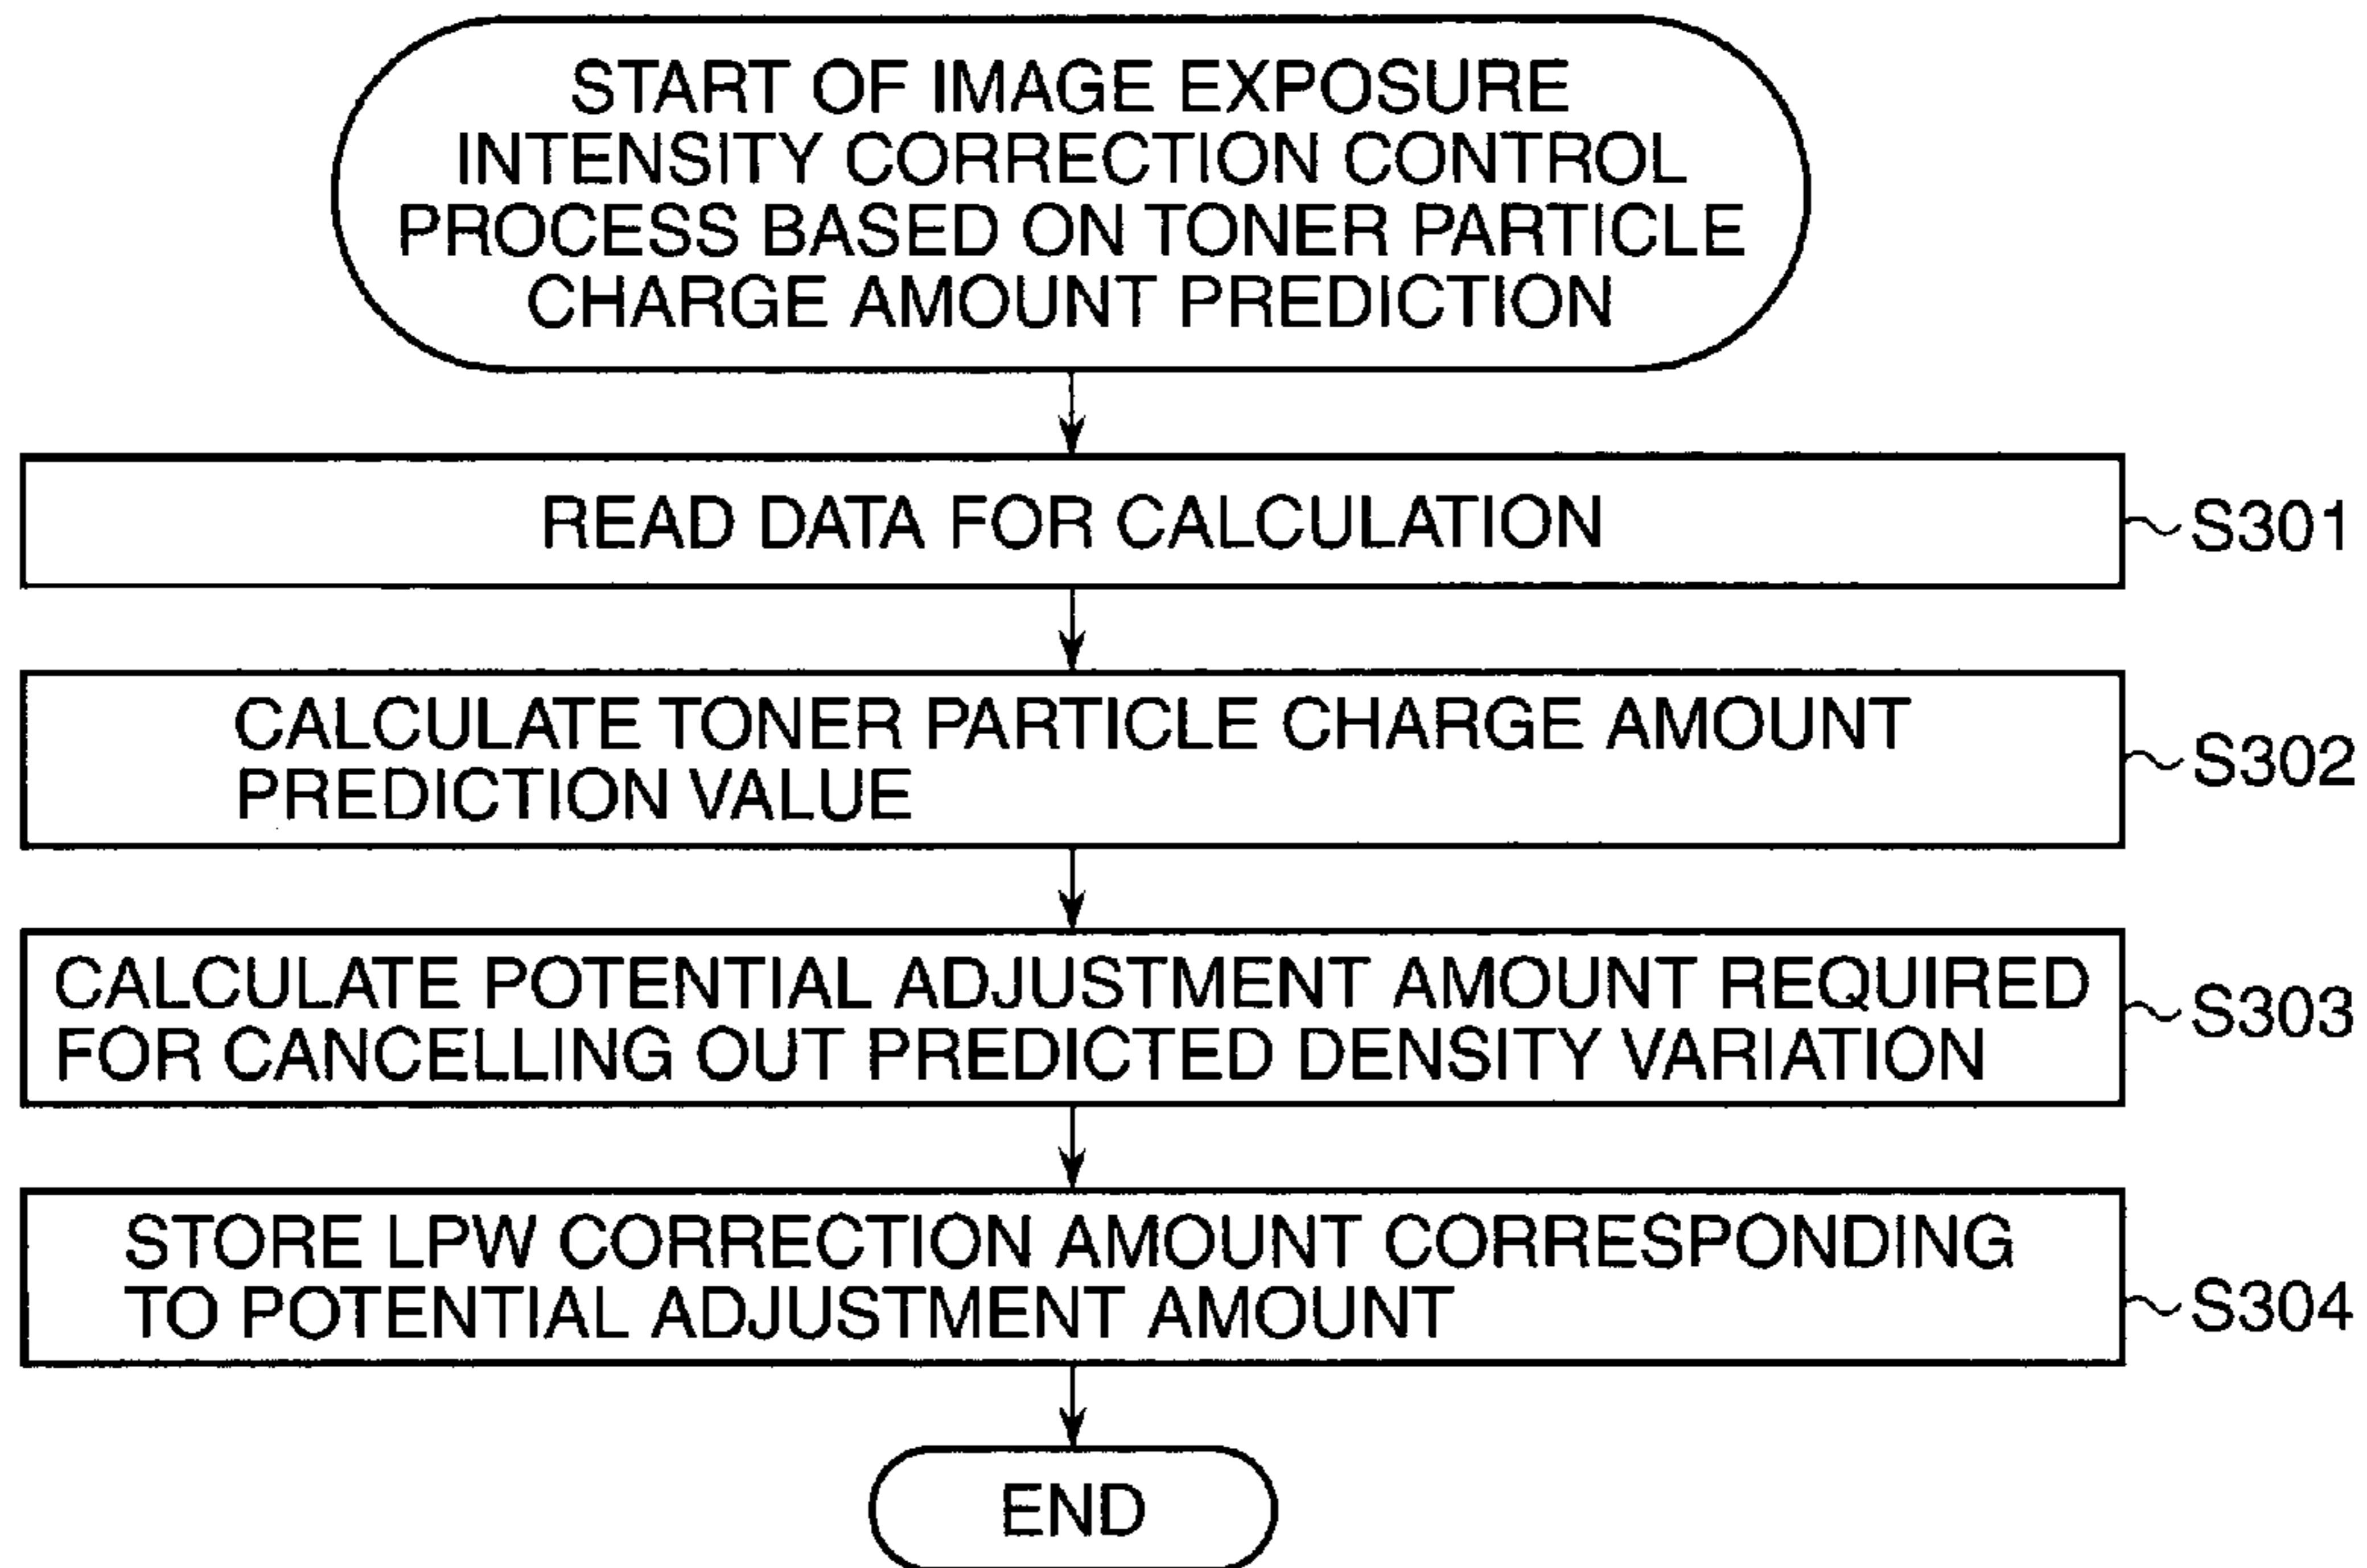 START OF IMAGE EXPOSURE
INTENSITY CORRECTION CONTROL
PROCESS BASED ON TONER PARTICLE
CHARGE AMOUNT PREDICTION
READ DATA FOR CALCULATION
S301
CALCULATE TONER PARTICLE CHARGE AMOUNT
PREDICTION VALUE
S302
CALCULATE POTENTIAL ADJUSTMENT AMOUNT REQUIRED
FOR CANCELLING OUT PREDICTED DENSITY VARIATION
S303
STORE LPW CORRECTION AMOUNT CORRESPONDING
TO POTENTIAL ADJUSTMENT AMOUNT
S304
END